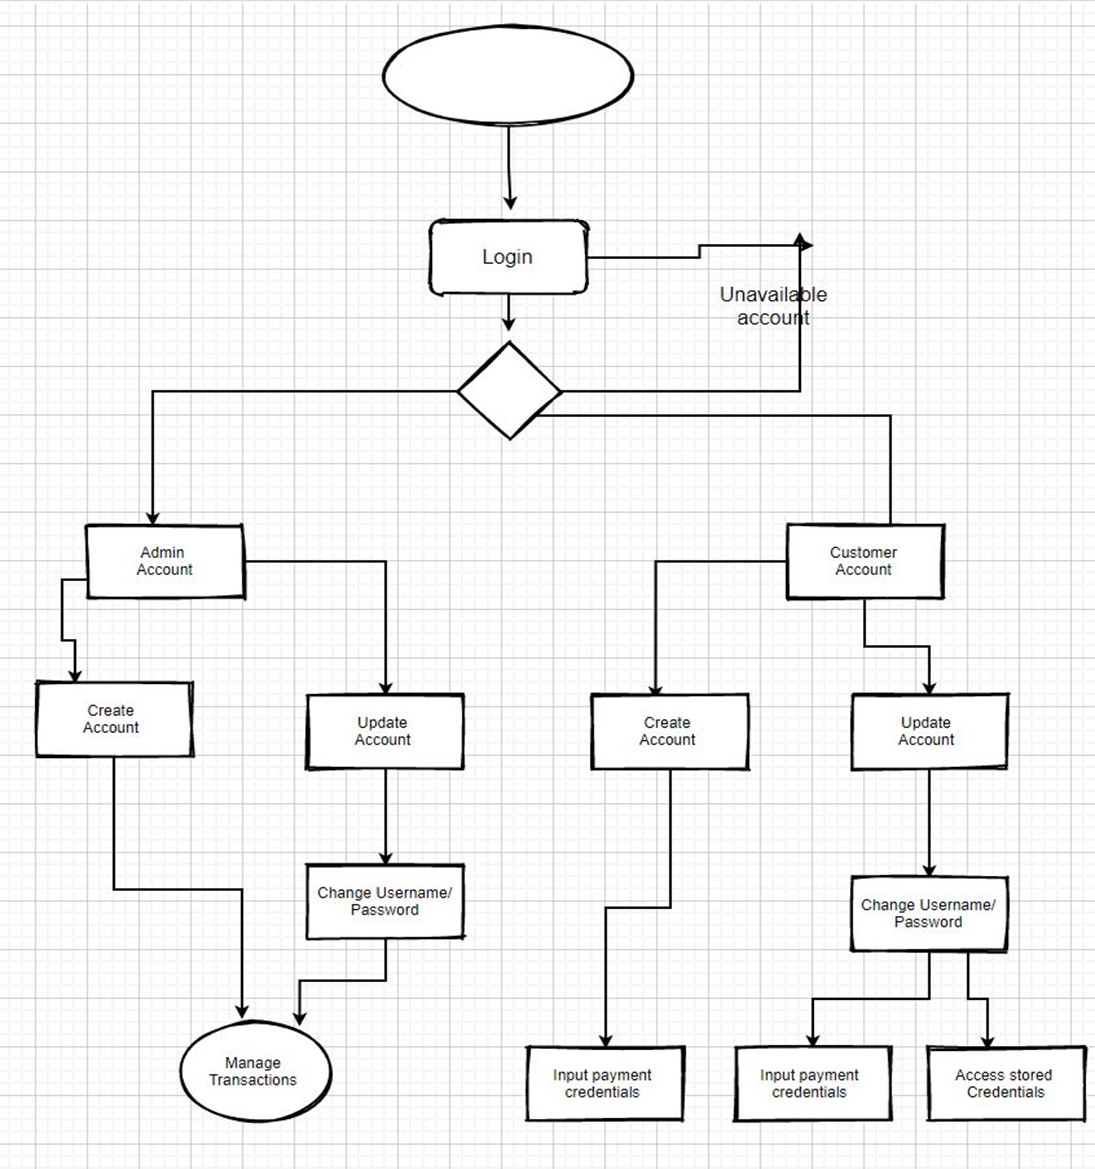 Login
Unavailable
account
Admin
Account
Customer
Account
Create
Account
Update
Account
Create
Account
Update
Account
Change Username/
Password
Change Username/
Password
Manage
Transactions
Input payment
credentials
Input payment
credentials
Access stored
Credentials